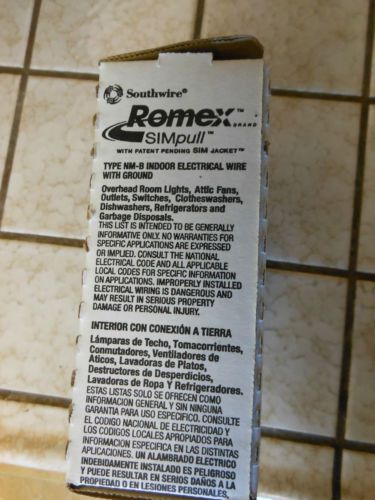 Southwire®
Romex™
BRAND
SIMpull™
WITH PATENT PENDING SIM JACKET™
TYPE NM-B INDOOR ELECTRICAL WIRE
WITH GROUND
Overhead Room Lights, Attic Fans,
Outlets, Switches, Clotheswashers,
Dishwashers, Refrigerators and
Garbage Disposals.
THIS LIST IS INTENDED TO BE GENERALLY
INFORMATIVE ONLY. NO WARRANTIES FOR
SPECIFIC APPLICATIONS ARE EXPRESSED
OR IMPLIED. CONSULT THE NATIONAL
ELECTRICAL CODE AND ALL APPLICABLE
LOCAL CODES FOR SPECIFIC INFORMATION
ON APPLICATIONS. IMPROPERLY INSTALLED
ELECTRICAL WIRING IS DANGEROUS AND
MAY RESULT IN SERIOUS PROPERTY
DAMAGE OR PERSONAL INJURY.
INTERIOR CON CONEXIÓN A TIERRA
Lámparas de Techo, Tomacorrientes,
Conmutadores, Ventiladores de
Aticos, Lavadoras de Platos,
Destructores de Desperdicios,
Lavadoras de Ropa Y Refrigeradores.
ESTAS LISTAS SOLO SE OFRECEN COMO
INFORMACION GENERAL Y SIN NINGUNA
GARANTIA PARA USO ESPECIFICO. CONSULTE
EL CODIGO NACIONAL DE ELECTRICIDAD Y
LOS CODIGOS LOCALES APROPIADOS PARA
INFORMACION ESPECIFICA EN LAS DISTINTAS
APLICACIONES. UN ALAMBRADO ELECTRICO
INDEBIDAMENTE INSTALADO ES PELIGROSO
Y PUEDE RESULTAR EN SERIOS DAÑOS A LA
PROPIEDAD O EN LESIONES PERSONALES.